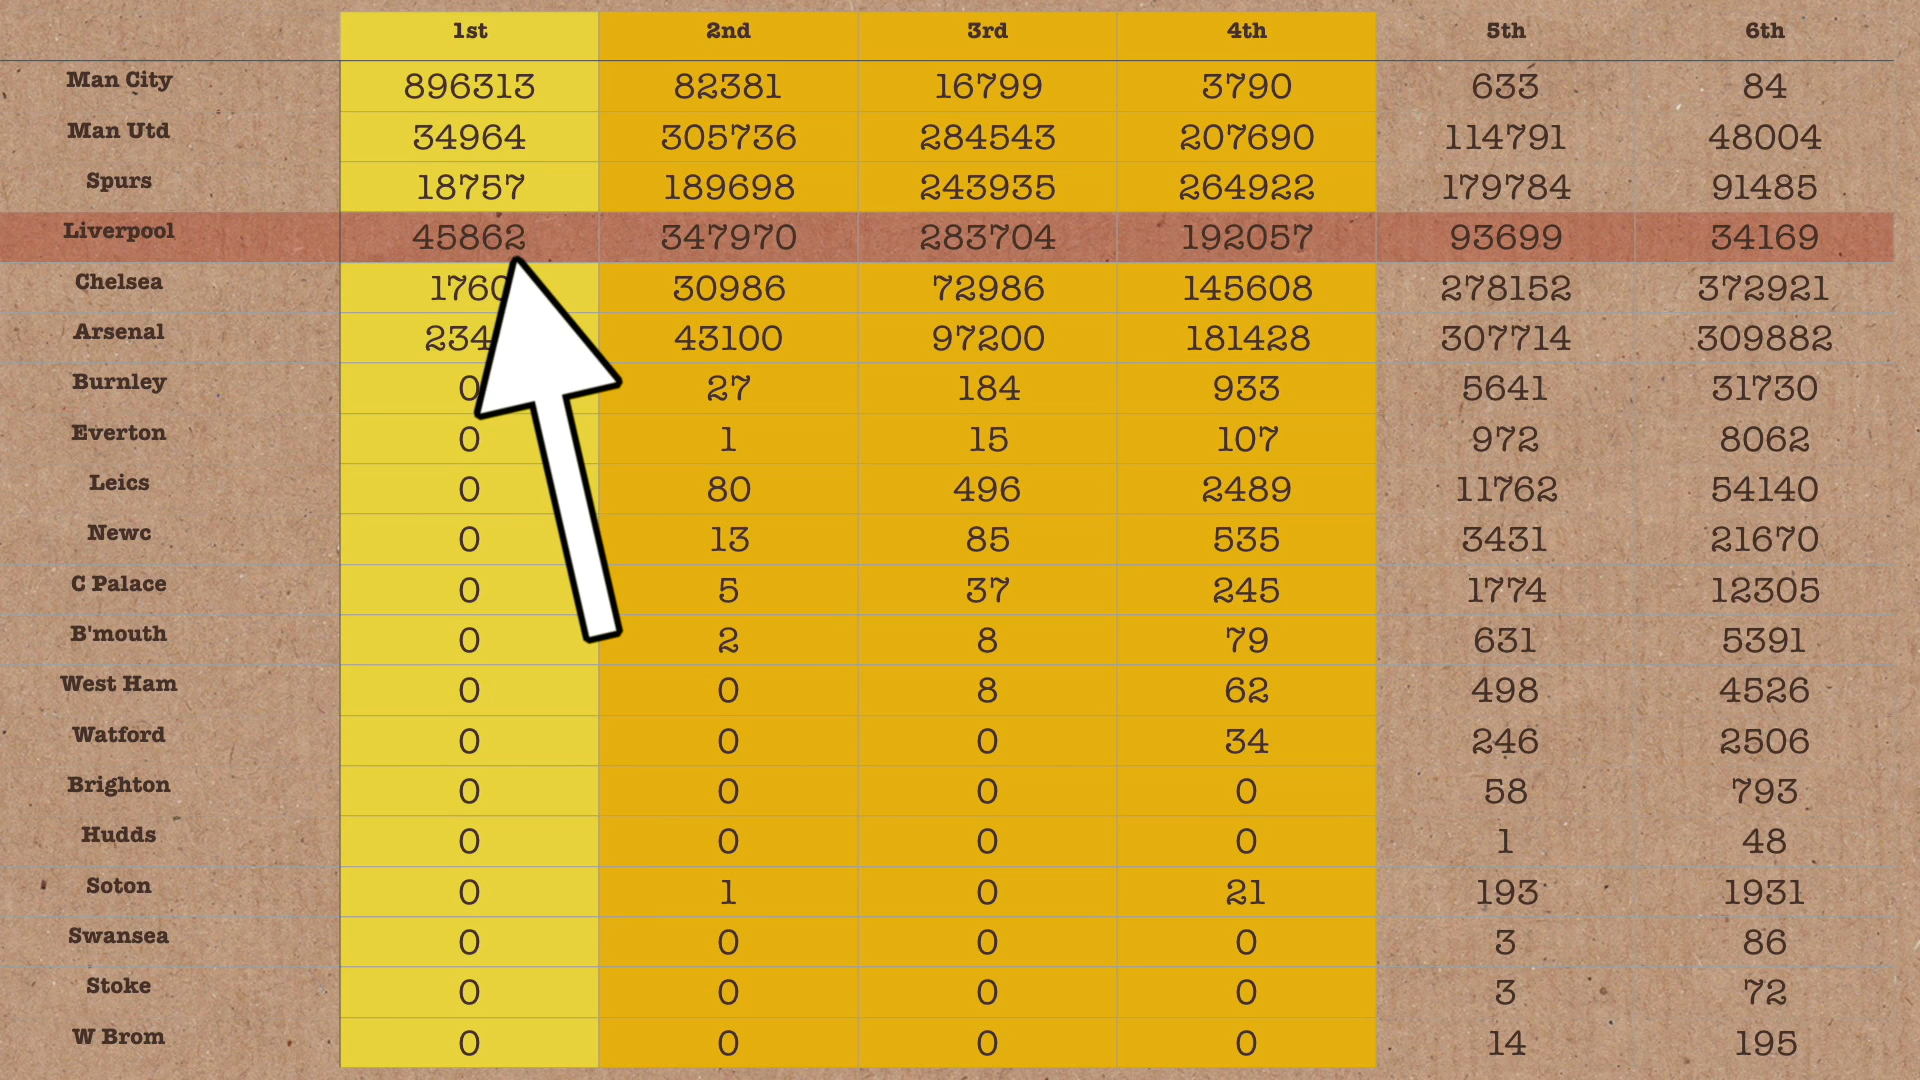 1st 2nd 3rd 4th 5th 6th
Man City 896313 82381 16799 3790 633 84
Man Utd 34964 305736 284543 207690 114791 48004
Spurs 18757 189698 243935 264922 179784 91485
Liverpool 45862 347970 283704 192057 93699 34169
Chelsea 1760 30986 72986 145608 278152 372921
Arsenal 234 43100 97200 181428 307714 309882
Burnley 0 27 184 933 5641 31730
Everton 0 1 15 107 972 8062
Leics 0 80 496 2489 11762 54140
Newc 0 13 85 535 3431 21670
C Palace 0 5 37 245 1774 12305
B'mouth 0 2 8 79 631 5391
West Ham 0 0 8 62 498 4526
Watford 0 0 0 34 246 2506
Brighton 0 0 0 0 58 793
Hudds 0 0 0 0 1 48
Soton 0 1 0 21 193 1931
Swansea 0 0 0 0 3 86
Stoke 0 0 0 0 3 72
W Brom 0 0 0 0 14 195